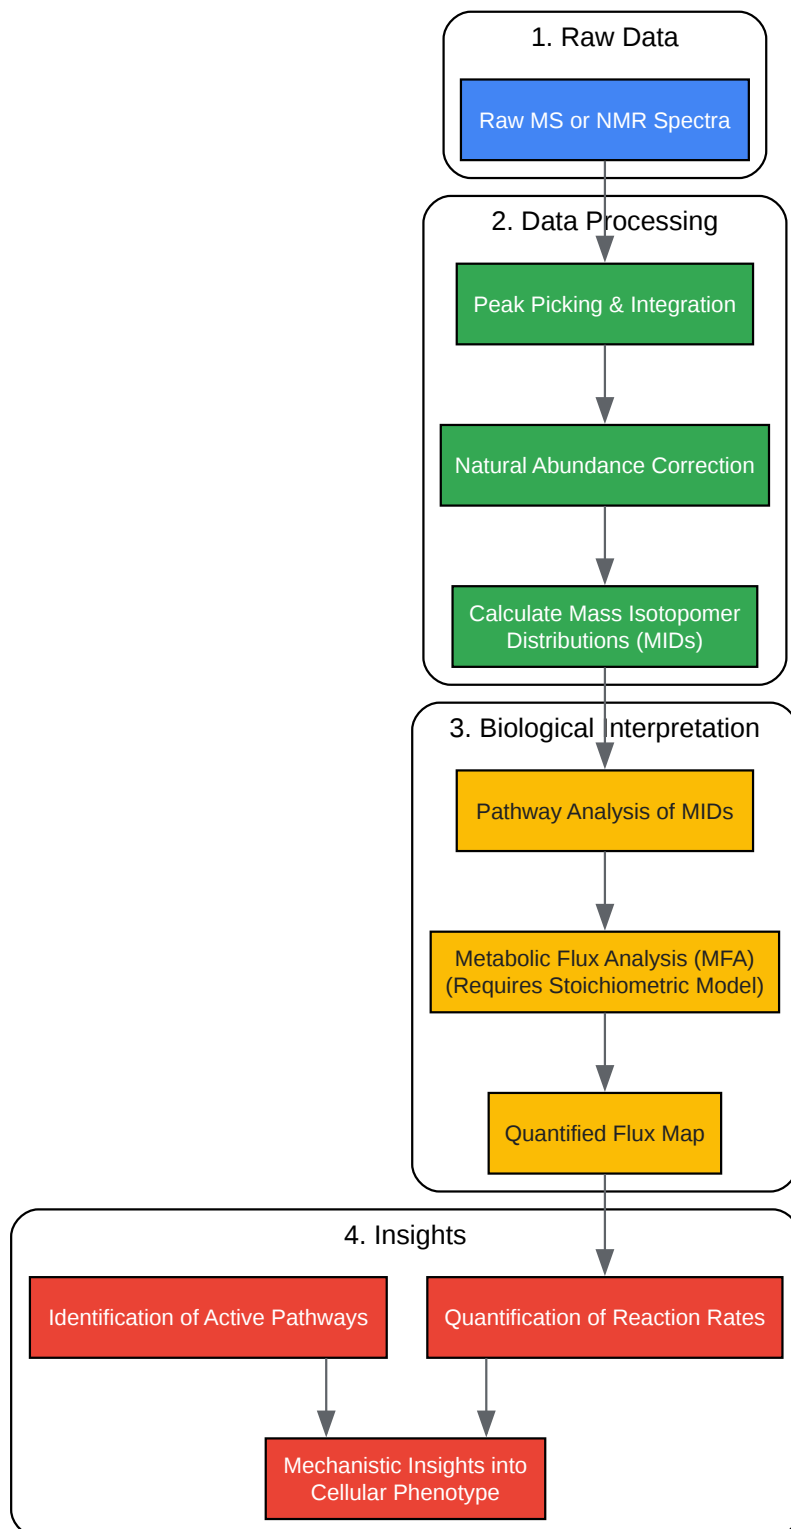 1. Raw Data
Raw MS or NMR Spectra
2. Data Processing
Peak Picking & Integration
Natural Abundance Correction
Calculate Mass Isotopomer
Distributions (MIDs)
3. Biological Interpretation
Pathway Analysis of MIDs
Metabolic Flux Analysis (MFA)
(Requires Stoichiometric Model)
Quantified Flux Map
4. Insights
Identification of Active Pathways
Quantification of Reaction Rates
Mechanistic Insights into
Cellular Phenotype